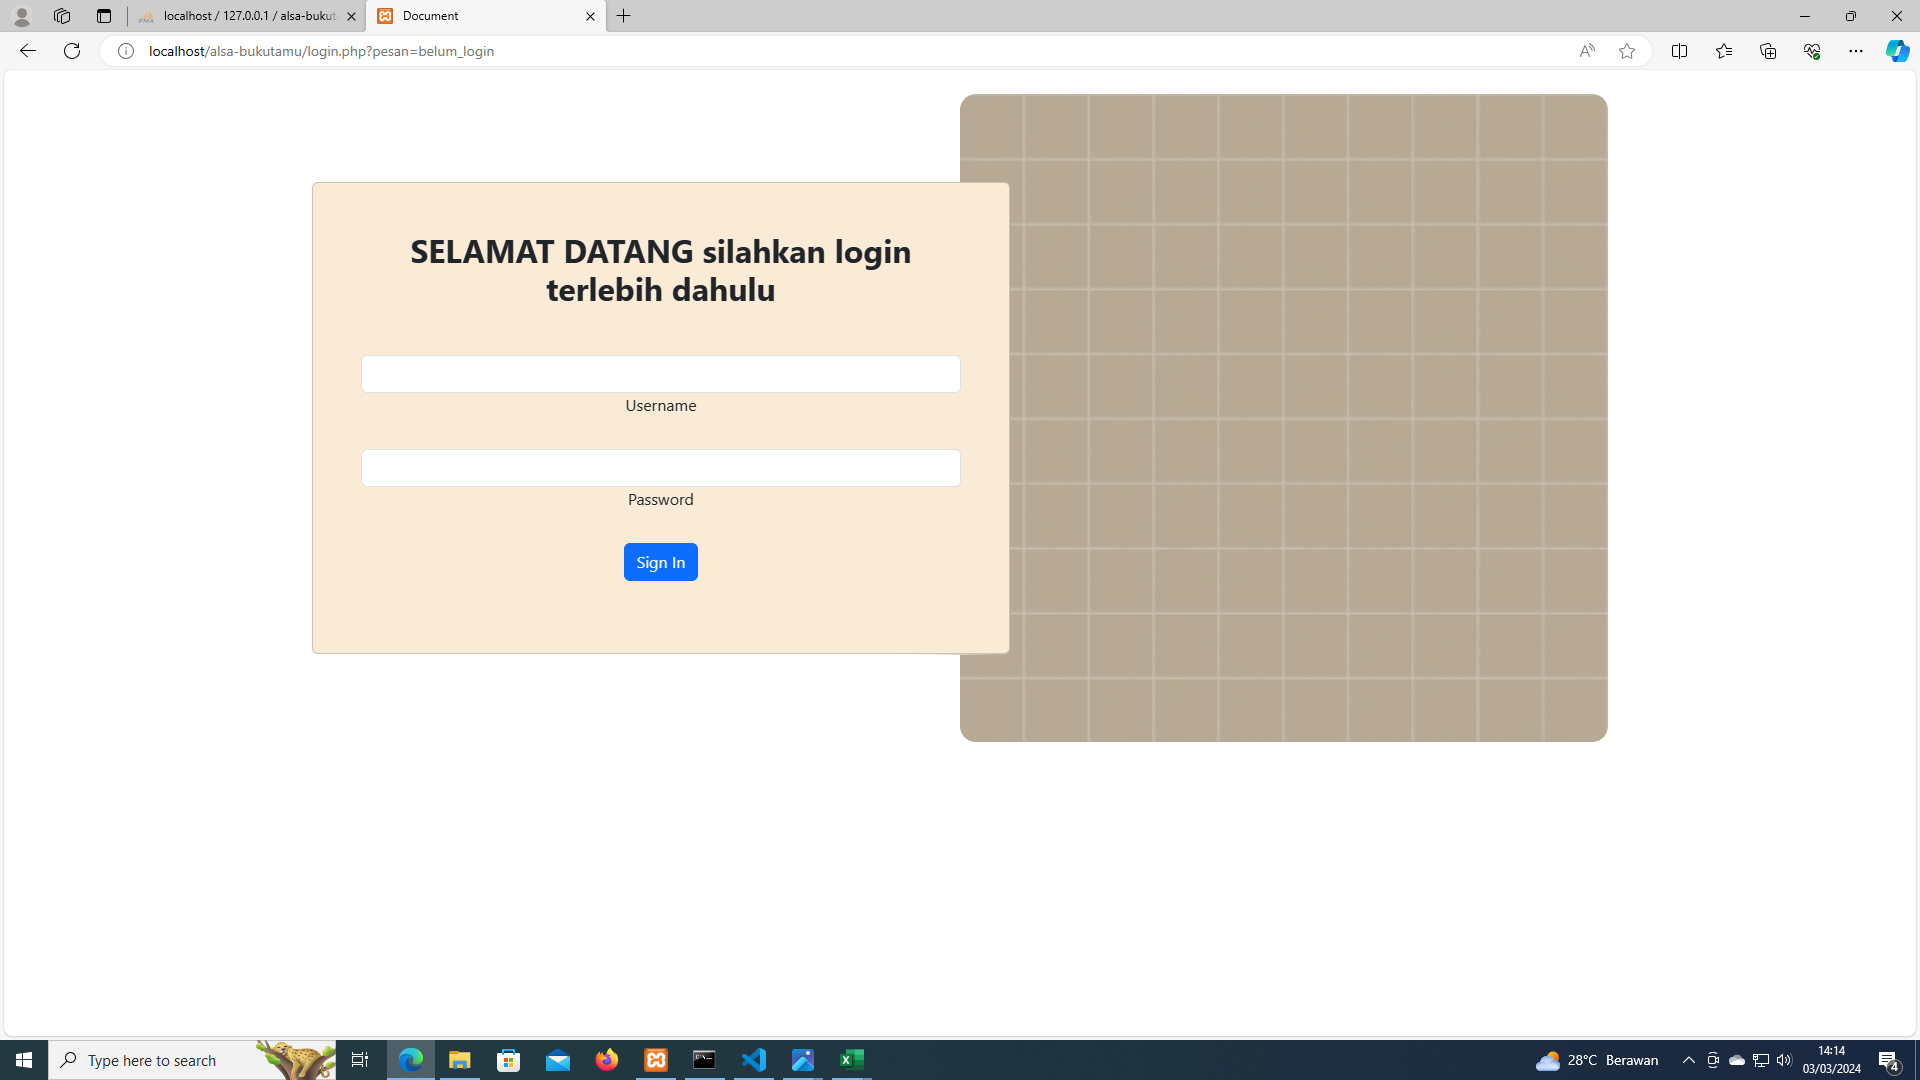 localhost / 127.0.0.1 / alsa-bukut
Document
localhost/alsa-bukutamu/login.php?pesan=belum_login
SELAMAT DATANG silahkan login
terlebih dahulu
Username
Password
Sign In
Type here to search
28°C Berawan
14:14
03/03/2024
4